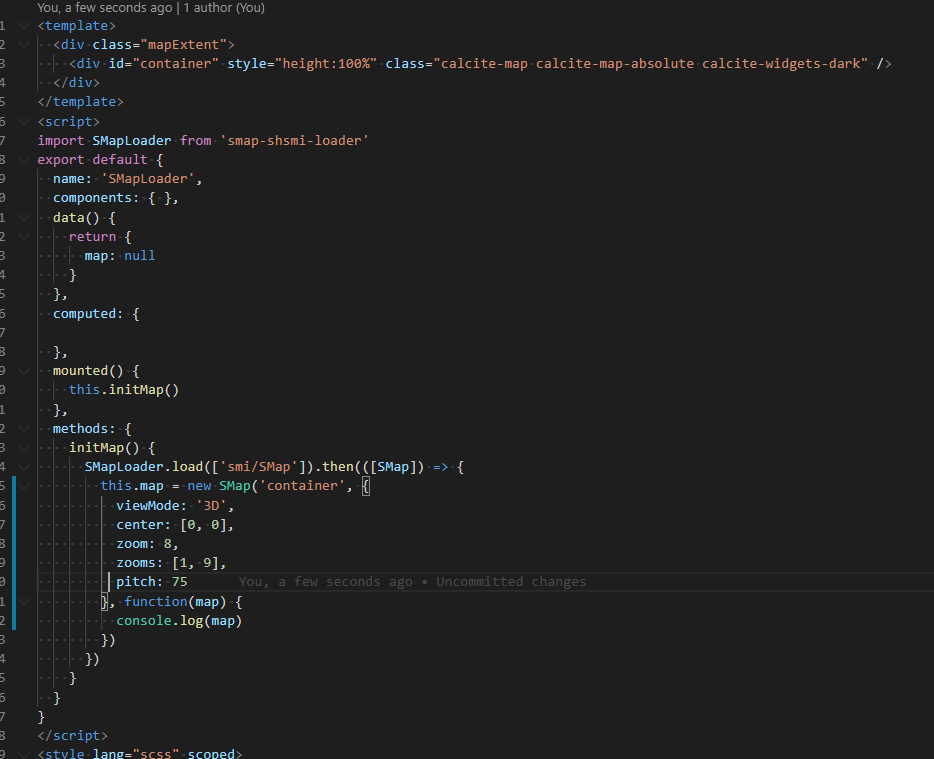 You, a few seconds ago | 1 author (You)
1 <template>
2 <div class="mapExtent">
3 <div id="container" style="height:100%" class="calcite-map calcite-map-absolute calcite-widgets-dark" />
4 </div>
5 </template>
6 <script>
7 import SMapLoader from 'smap-shsmi-loader'
8 export default {
9 name: 'SMapLoader',
0 components: { },
1 data() {
2 return {
3 map: null
4 }
5 },
6 computed: {
7
8 },
9 mounted() {
0 this.initMap()
1 },
2 methods: {
3 initMap() {
4 SMapLoader.load(['smi/SMap']).then(([SMap]) => {
5 this.map = new SMap('container', {
6 viewMode: '3D',
7 center: [0, 0],
8 zoom: 8,
9 zooms: [1, 9],
0 pitch: 75 You, a few seconds ago • Uncommitted changes
1 }, function(map) {
2 console.log(map)
3 })
4 })
5 }
6 }
7 }
8 </script>
9 <style lang="scss" scoped>